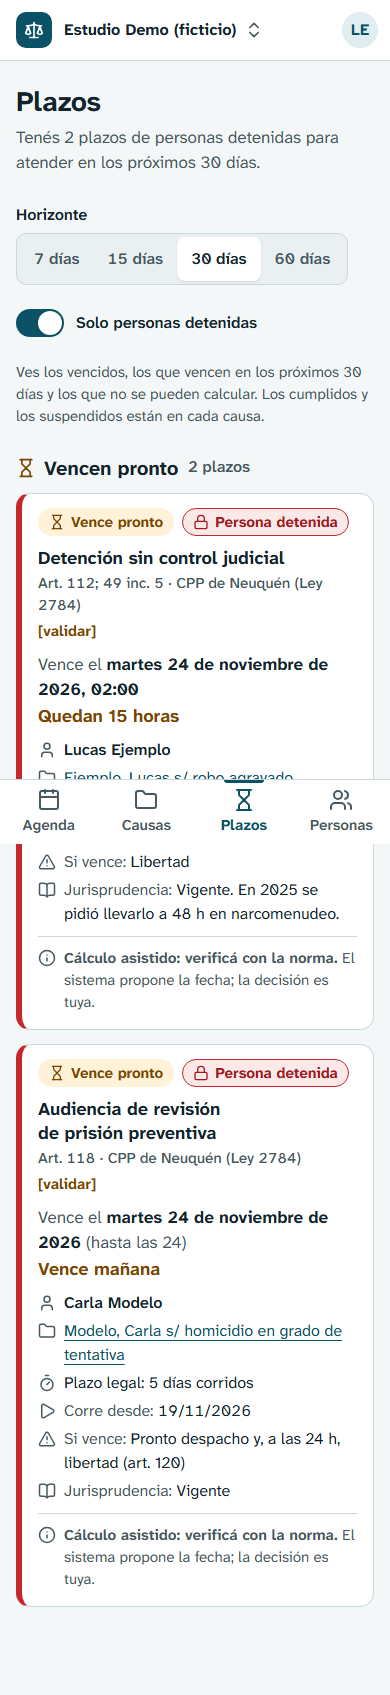 Estudio Demo (ficticio)
LE
Plazos
Tenés 2 plazos de personas detenidas para
atender en los próximos 30 días.
Horizonte
7 días 15 días 30 días 60 días
Solo personas detenidas
Ves los vencidos, los que vencen en los próximos 30
días y los que no se pueden calcular. Los cumplidos y
los suspendidos están en cada causa.
Vencen pronto 2 plazos
Vence pronto Persona detenida
Detención sin control judicial
Art. 112; 49 inc. 5 · CPP de Neuquén (Ley
2784)
[validar]
Vence el martes 24 de noviembre de
2026, 02:00
Quedan 15 horas
Lucas Ejemplo
Ejemplo, Lucas s/ robo agravado
Agenda Causas Plazos Personas
Si vence: Libertad
Jurisprudencia: Vigente. En 2025 se
pidió llevarlo a 48 h en narcomenudeo.
Cálculo asistido: verificá con la norma. El
sistema propone la fecha; la decisión es
tuya.
Vence pronto Persona detenida
Audiencia de revisión
de prisión preventiva
Art. 118 · CPP de Neuquén (Ley 2784)
[validar]
Vence el martes 24 de noviembre de
2026 (hasta las 24)
Vence mañana
Carla Modelo
Modelo, Carla s/ homicidio en grado de
tentativa
Plazo legal: 5 días corridos
Corre desde: 19/11/2026
Si vence: Pronto despacho y, a las 24 h,
libertad (art. 120)
Jurisprudencia: Vigente
Cálculo asistido: verificá con la norma. El
sistema propone la fecha; la decisión es
tuya.